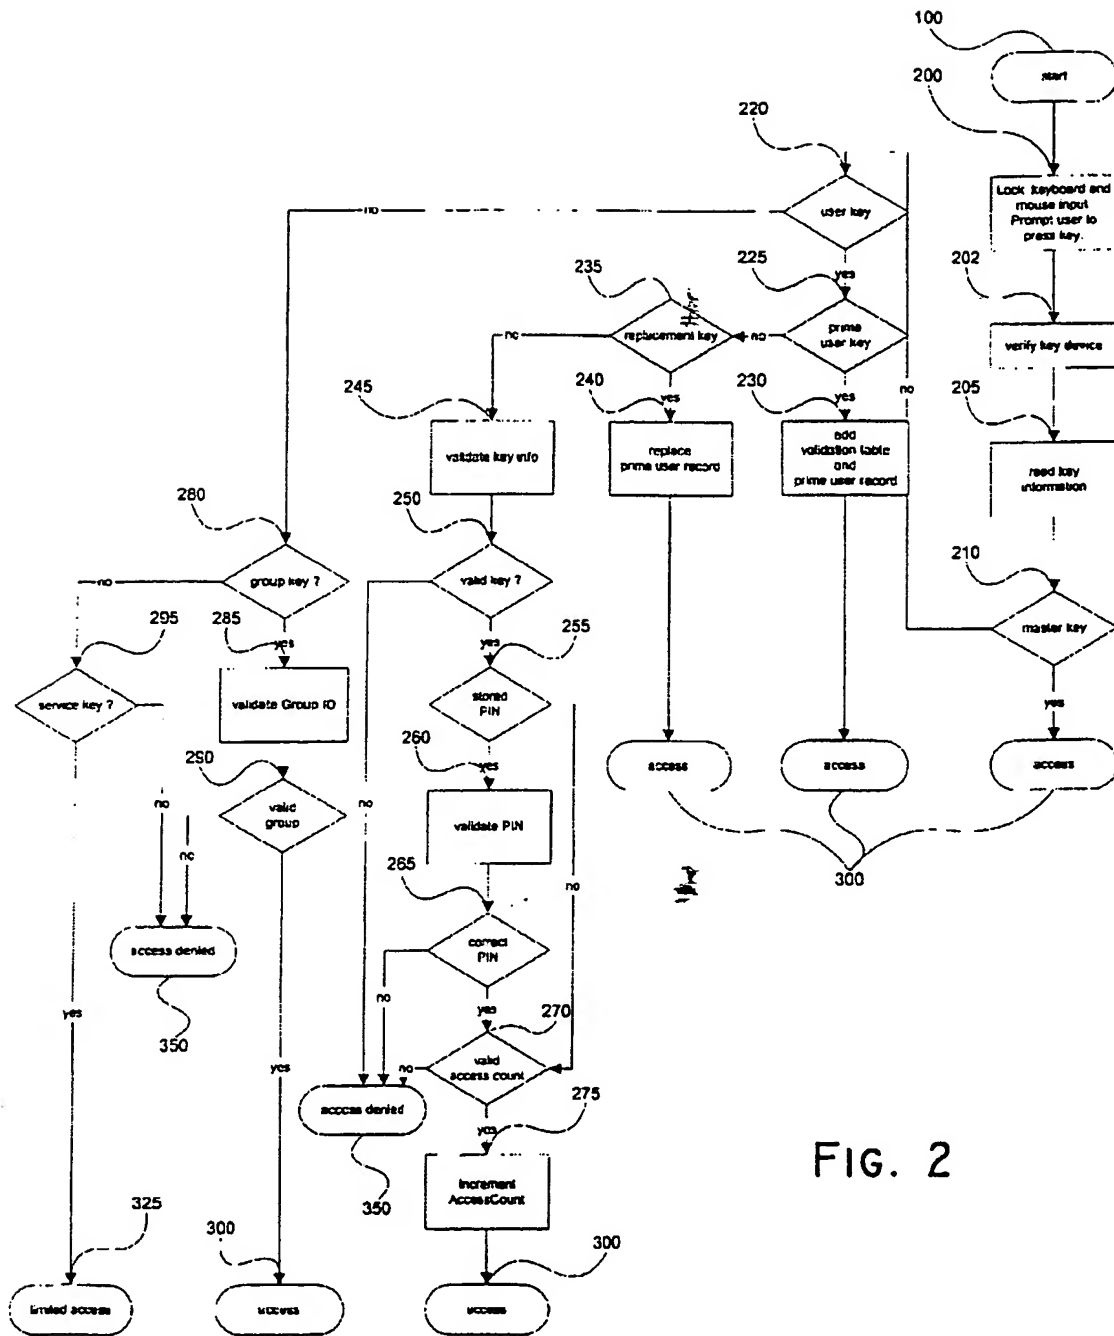 100
start
200
220
Lock keyboard and
mouse input
Prompt user to
press key.
no
user key
202
235
225
yes
replacement key
no
prime
user key
verify key device
no
245
240
yes
230
yes
no
205
validate key info
replace
prime user record
add
validation table
and
prime user record
read key
information
280
250
210
no
group key ?
no
valid key ?
master key
295
285
yes
yes
255
service key ?
validate Group ID
stored
PIN
yes
260
yes
290
access
access
access
no
valid
group
no
validate PIN
no
265
no
300
access denied
correct
PIN
350
yes
no
yes
270
yes
no
valid
access count
access denied
yes
275
350
Increment
AccessCount
FIG. 2
325
300
300
limited access
access
access